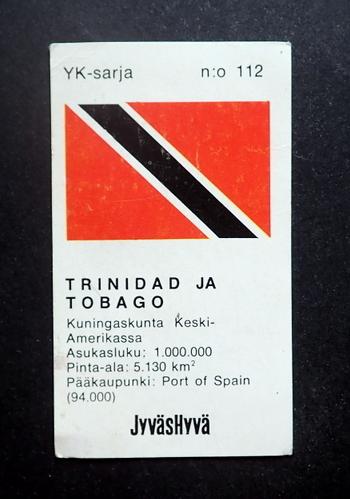 YK-sarja n:o 112
TRINIDAD JA
TOBAGO
Kuningaskunta Keski-
Amerikassa
Asukasluku: 1.000.000
Pinta-ala: 5.130 km²
Pääkaupunki: Port of Spain
(94.000)
JyväsHyvä